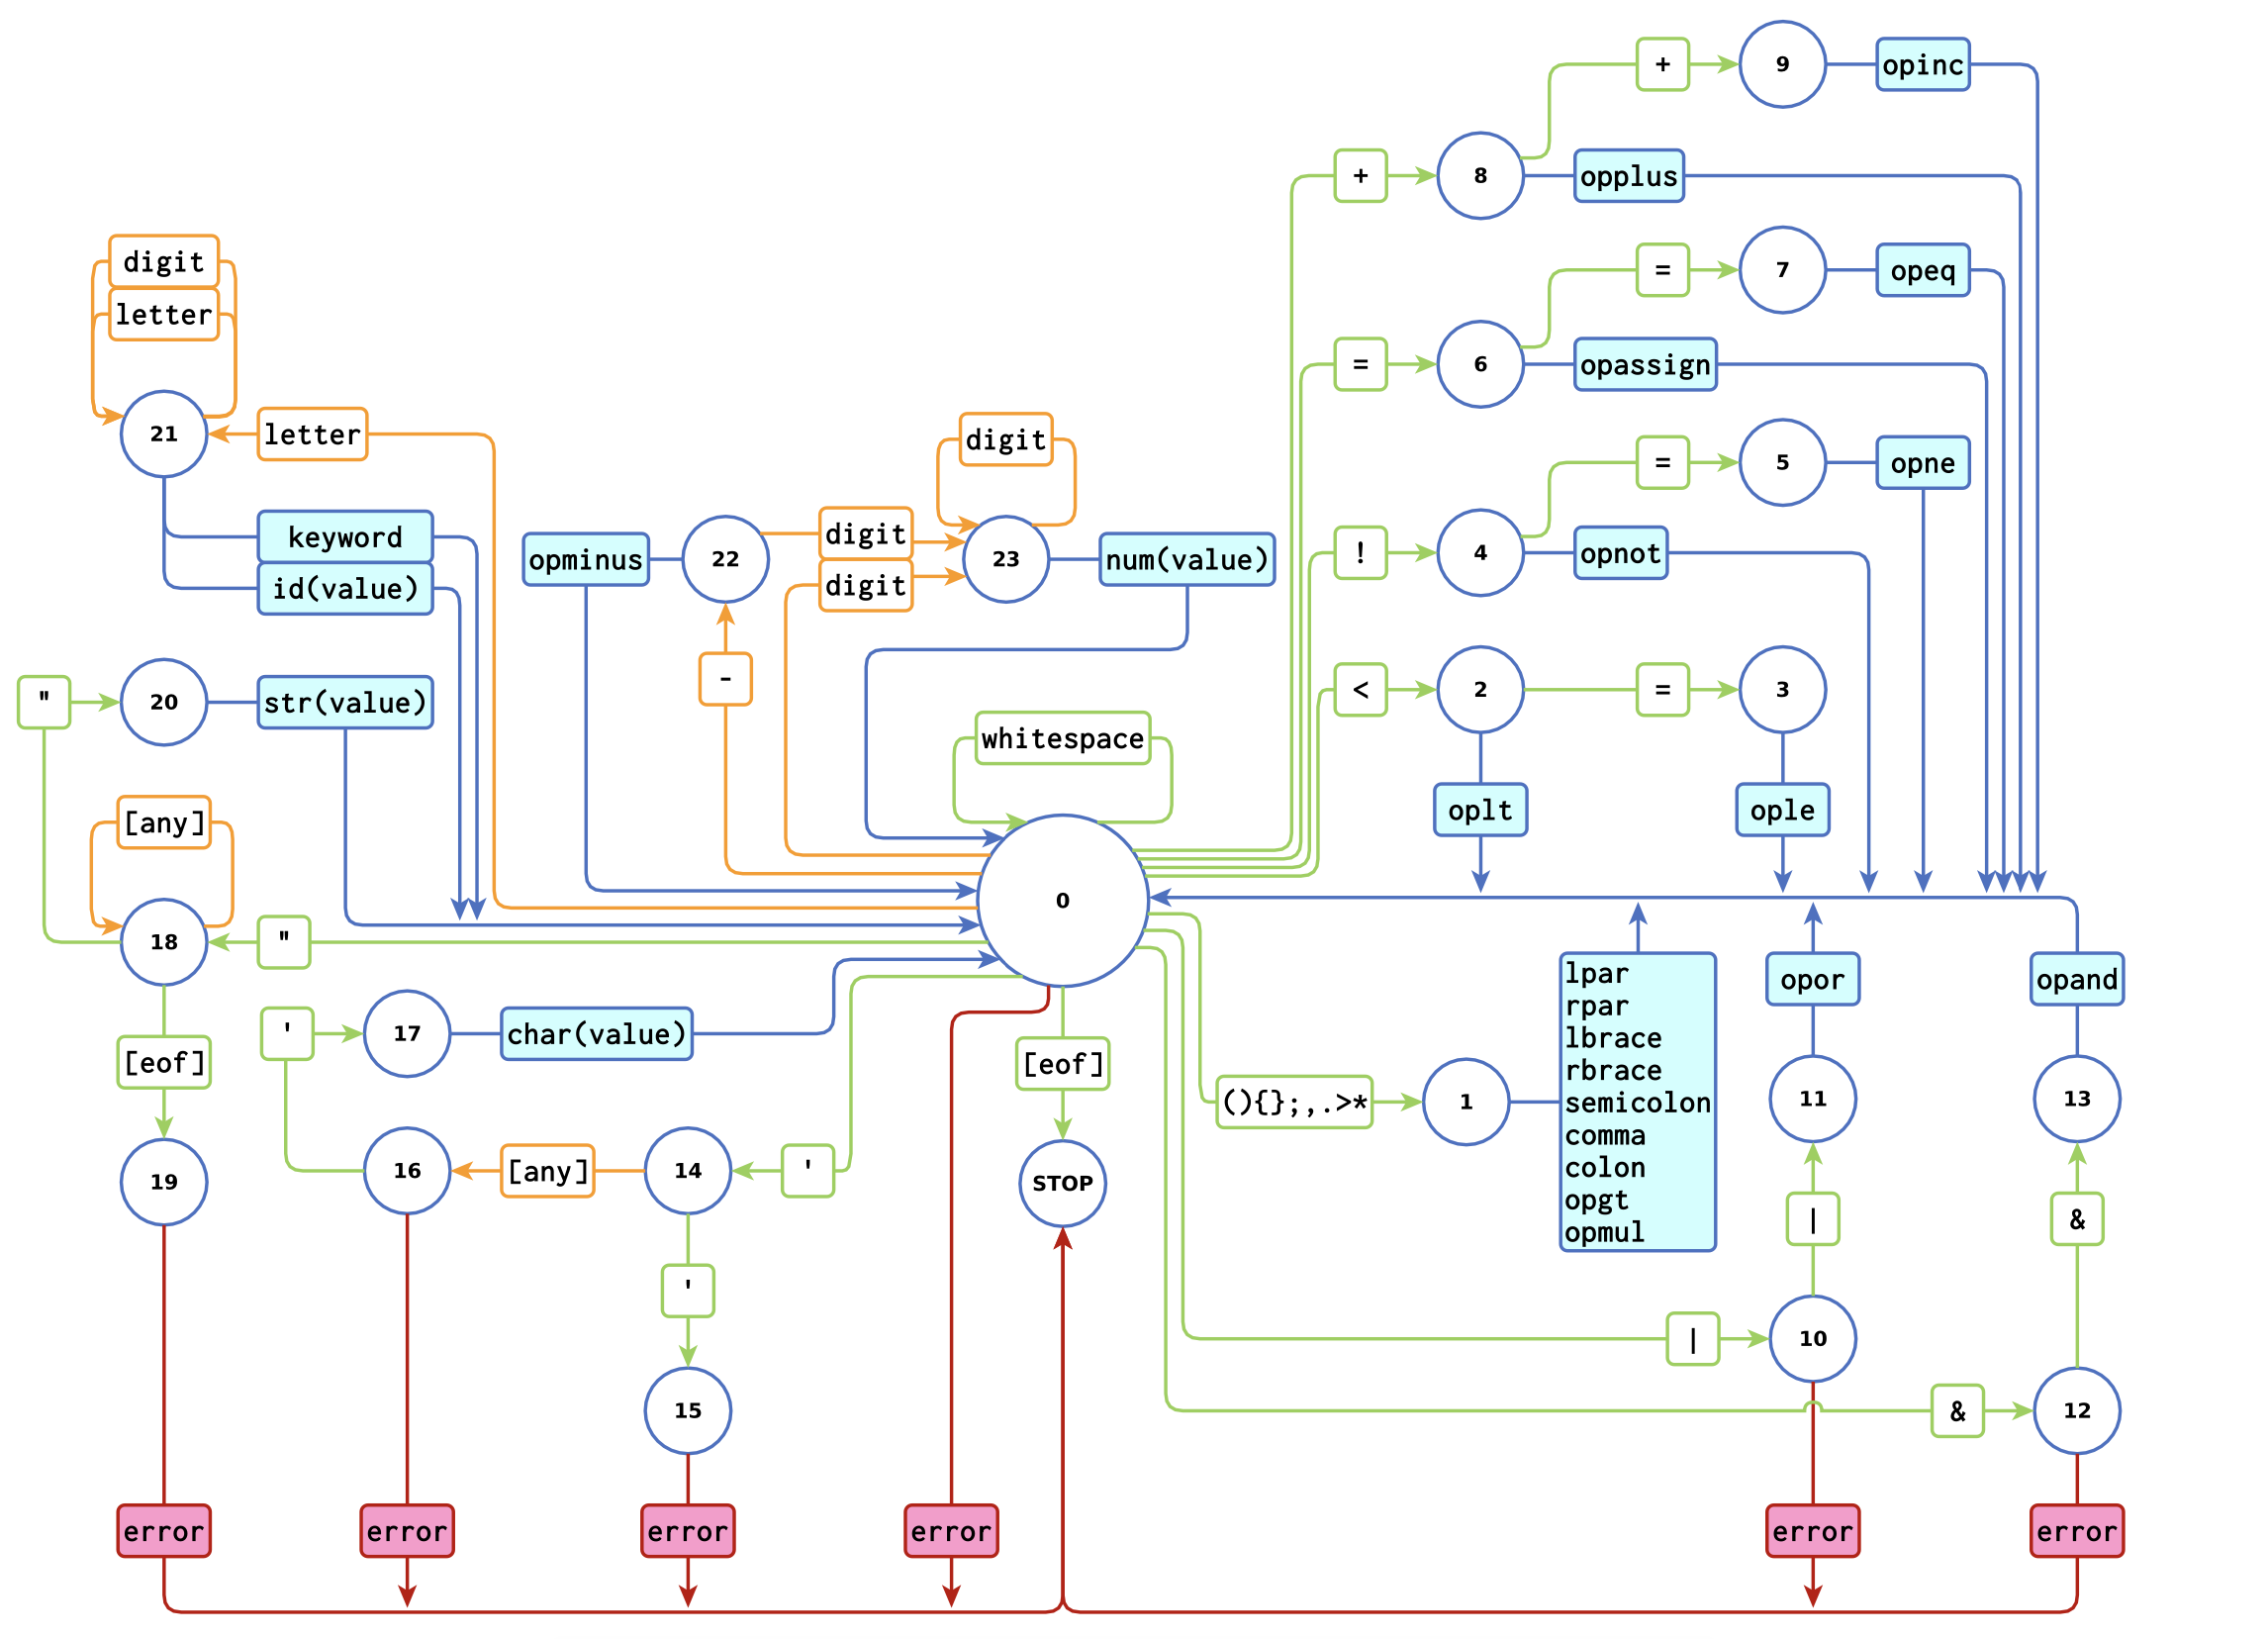 +
9
opinc
+
8
opplus
=
7
opeq
digit
letter
=
6
opassign
21
letter
digit
=
5
opne
keyword
id(value)
opminus
22
digit
digit
23
num(value)
!
4
opnot
-
"
20
str(value)
<
2
=
3
whitespace
oplt
ople
[any]
0
18
"
'
17
char(value)
[eof]
[eof]
(){};,.>*
1
lpar
rpar
lbrace
rbrace
semicolon
comma
colon
opgt
opmul
opor
opand
11
13
19
16
[any]
14
'
STOP
|
&
'
|
10
15
&
12
error
error
error
error
error
error